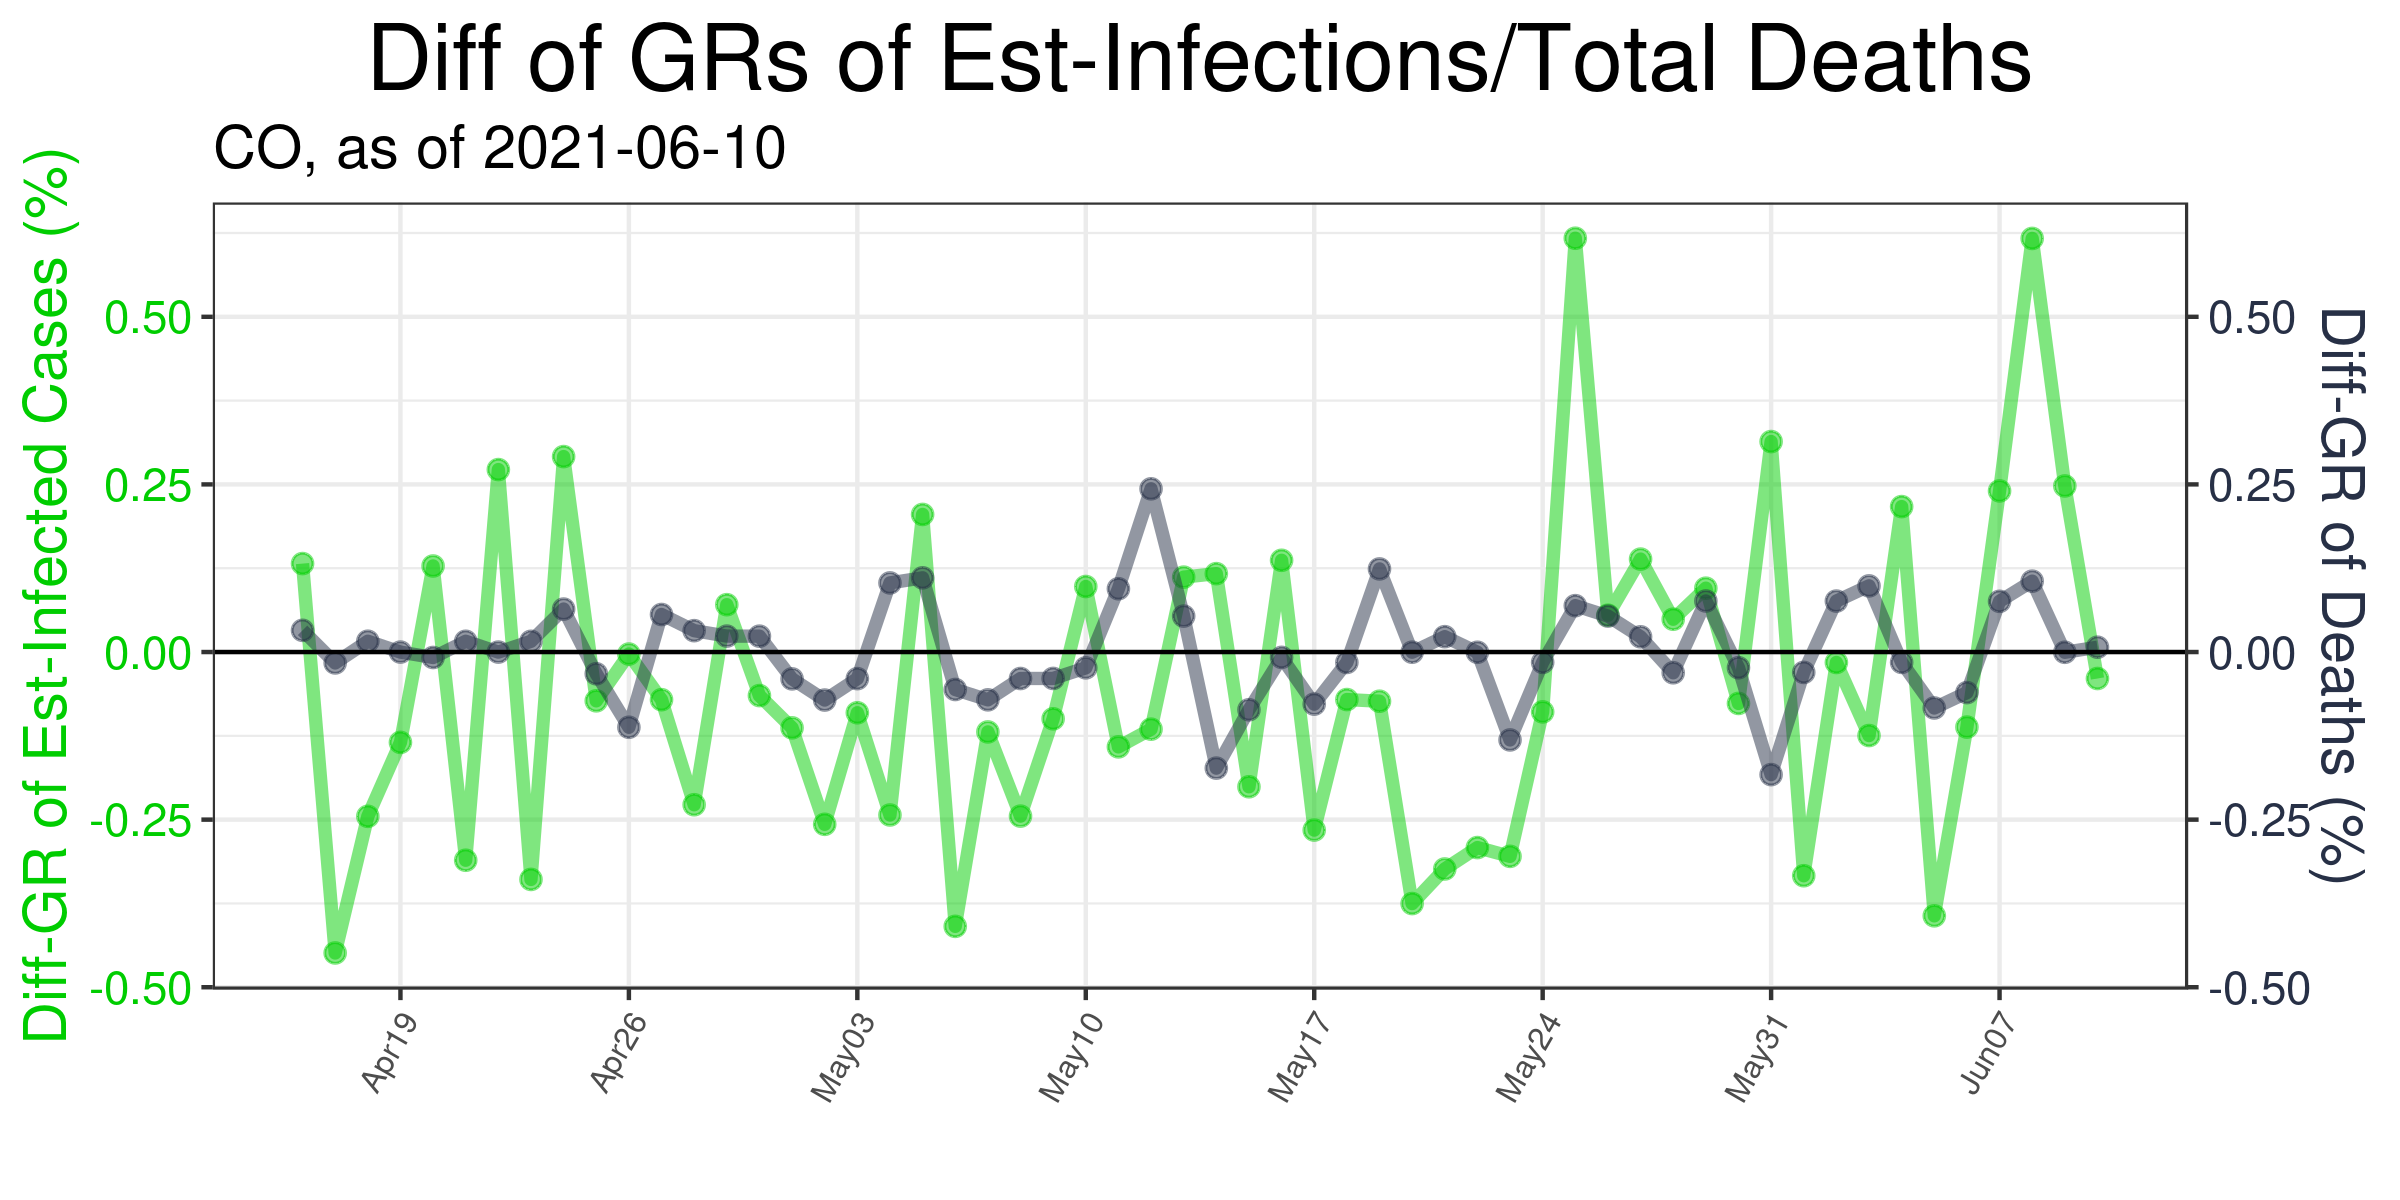 Diff of GRs of Est-Infections/Total Deaths
CO, as of 2021-06-10
Diff-GR of Est-Infected Cases (%)
0.50
0.25
0.00
-0.25
-0.50
0.50
0.25
0.00
-0.25
-0.50
Diff-GR of Deaths (%)
Apr19
Apr26
May03
May10
May17
May24
May31
Jun07